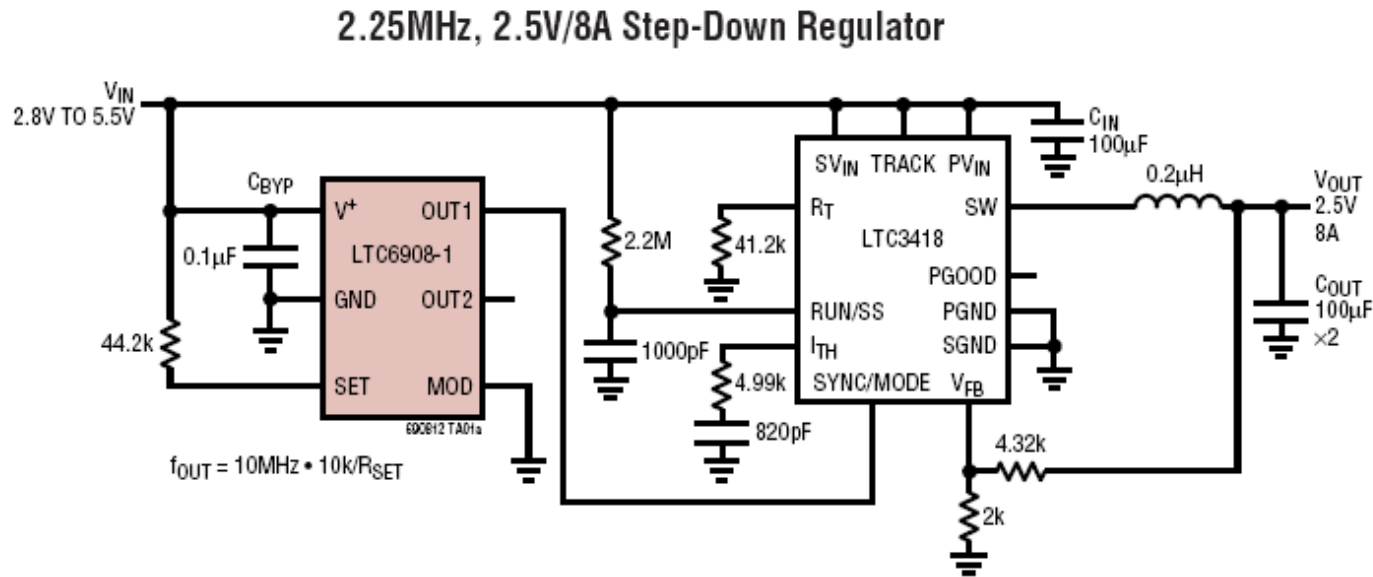 2.25MHz, 2.5V/8A Step-Down Regulator
VIN
2.8V TO 5.5V
CIN
100µF
SVIN TRACK PVIN
0.2µH
VOUT
2.5V
8A
CBYP
V+
OUT1
RT
SW
LTC6908-1
2.2M
41.2k
LTC3418
0.1µF
PGOOD
COUT
100µF
×2
GND
OUT2
RUN/SS
PGND
44.2k
1000pF
ITH
SGND
SET
MOD
4.99k
SYNC/MODE
VFB
690812 TA01a
820pF
4.32k
fOUT = 10MHz • 10k/RSET
2k